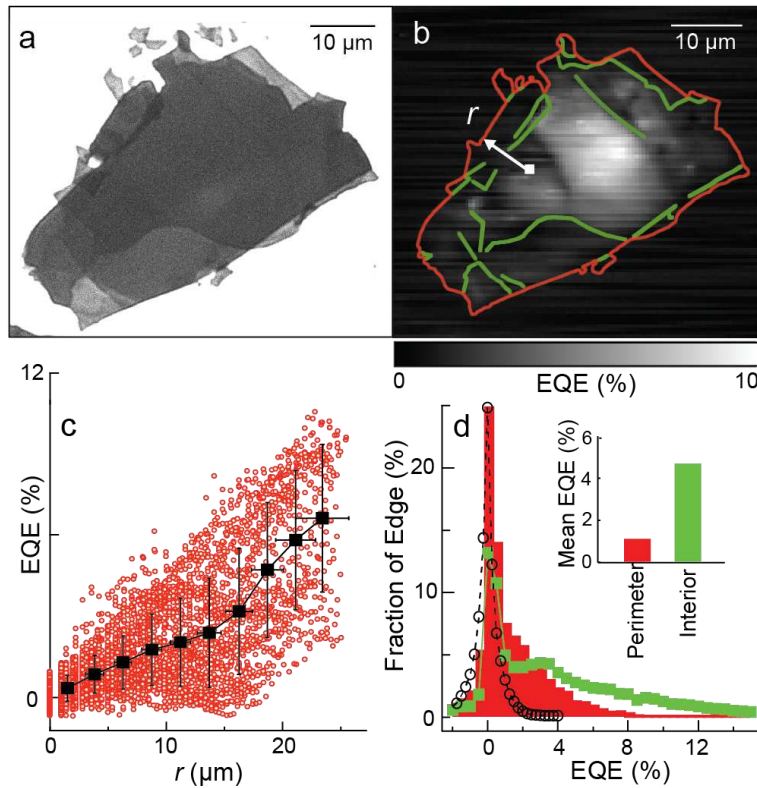 a
10 µm
b
10 µm
r
0
10
EQE (%)
12
c
EQE (%)
0
0
10
20
r (µm)
d
Fraction of Edge (%)
20
10
0
0
4
8
12
EQE (%)
Mean EQE (%)
6
4
2
0
Perimeter
Interior